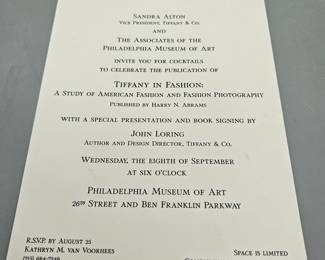 Sandra Alton
Vice President, Tiffany & Co.
and
The Associates of the
Philadelphia Museum of Art
invite you for cocktails
to celebrate the publication of
Tiffany in Fashion:
A Study of American Fashion and Fashion Photography
Published by Harry N. Abrams
with a special presentation and book signing by
John Loring
Author and Design Director, Tiffany & Co.
Wednesday, the eighth of September
at six o'clock
Philadelphia Museum of Art
26th Street and Ben Franklin Parkway
R.S.V.P. by August 25
Kathryn M. van Voorhees
(215) 684-7549
Space is limited